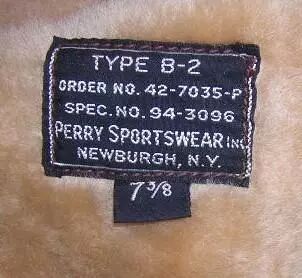 TYPE B-2
ORDER NO. 42-7035-P
SPEC. NO. 94-3096
PERRY SPORTSWEAR INC
NEWBURGH, N.Y.
7 3/8